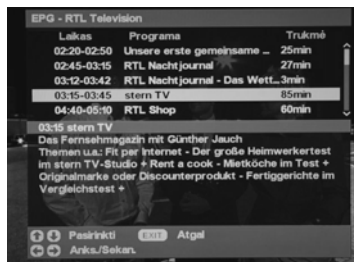 EPG - RTL Television
Laikas Programa Trukmė
02:20-02:50 Unsere erste gemeinsame ... 25min
02:45-03:15 RTL Nachtjournal 27min
03:12-03:42 RTL Nachtjournal - Das Wett... 3min
03:15-03:45 stern TV 85min
04:40-05:10 RTL Shop 60min
03:15 stern TV
Das Fernsehmagazin mit Günther Jauch
Themen u.a.: Fit per Internet - Der große Heimwerkertest
im stern TV-Studio + Rent a cook - Mietköche im Test +
Originalmarke oder Discounterprodukt - Fertiggerichte im
Vergleichstest +
Pasirinkti EXIT Atgal
Anks./Sekan.